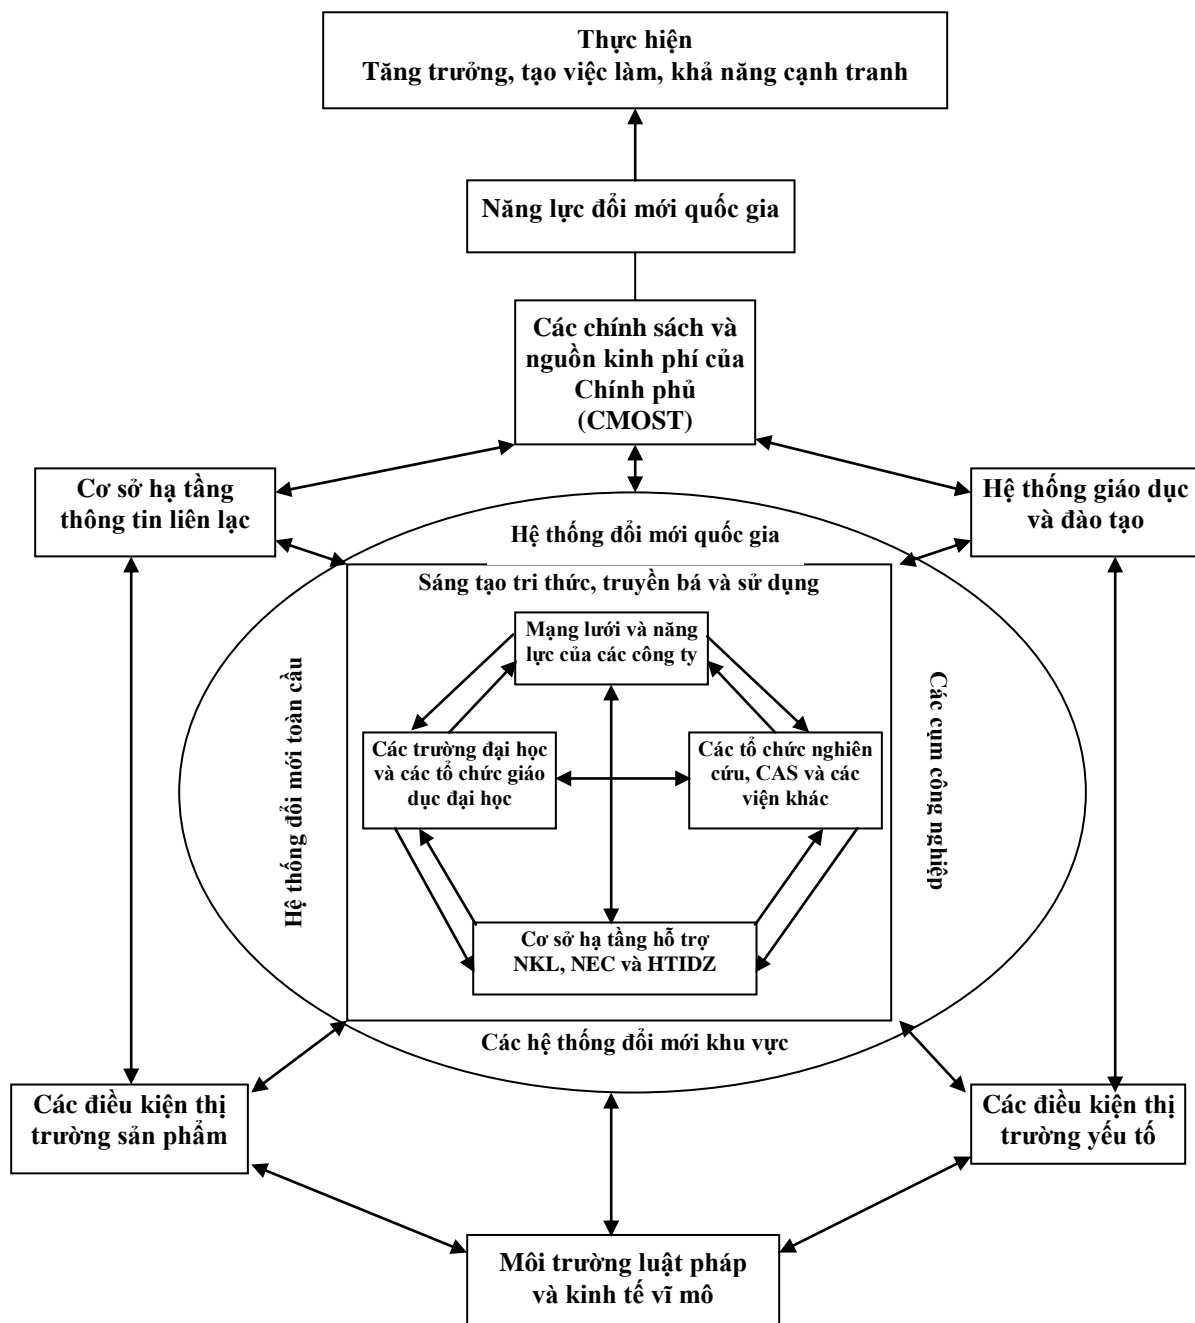 Thực hiện
Tăng trưởng, tạo việc làm, khả năng cạnh tranh
Năng lực đổi mới quốc gia
Các chính sách và
nguồn kinh phí của
Chính phủ
(CMOST)
Cơ sở hạ tầng
thông tin liên lạc
Hệ thống giáo dục
và đào tạo
Hệ thống đổi mới quốc gia
Sáng tạo tri thức, truyền bá và sử dụng
Mạng lưới và năng
lực của các công ty
Hệ thống đổi mới toàn cầu
Các cụm công nghiệp
Các trường đại học
và các tổ chức giáo
dục đại học
Các tổ chức nghiên
cứu, CAS và các
viện khác
Cơ sở hạ tầng hỗ trợ
NKL, NEC và HTIDZ
Các hệ thống đổi mới khu vực
Các điều kiện thị
trường sản phẩm
Các điều kiện thị
trường yếu tố
Môi trường luật pháp
và kinh tế vĩ mô